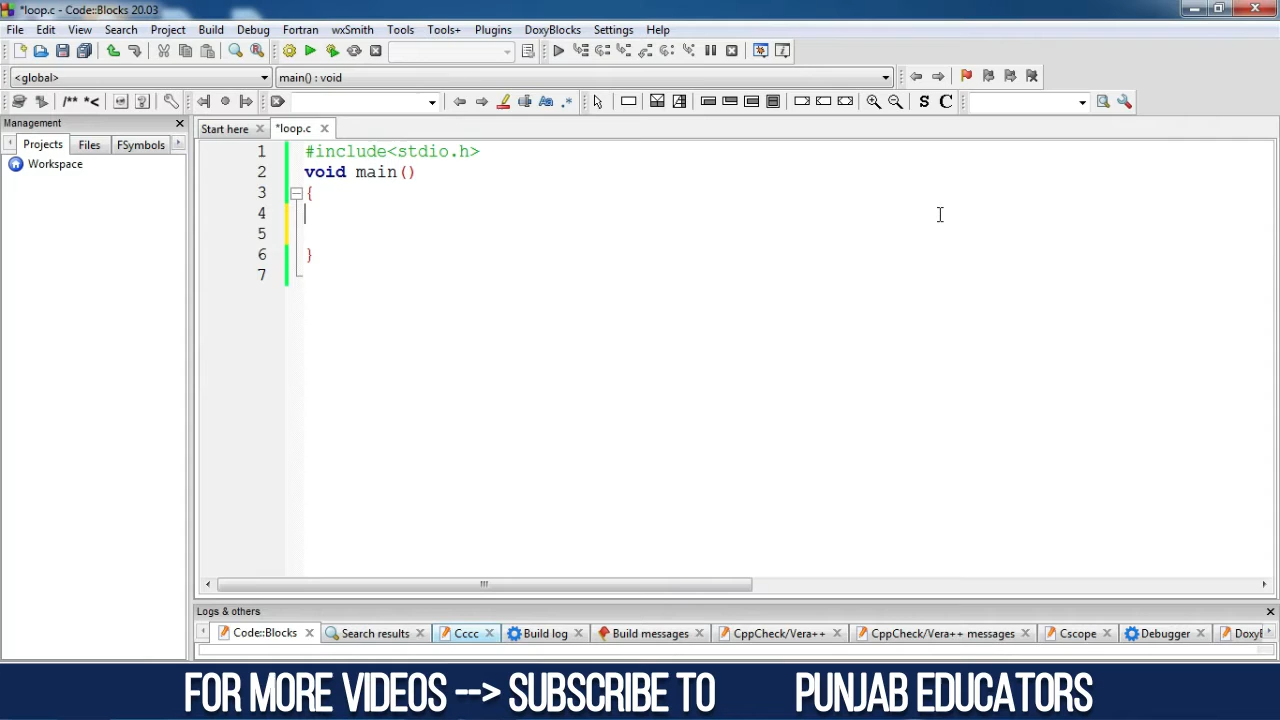 *loop.c - Code::Blocks 20.03
File Edit View Search Project Build Debug Fortran wxSmith Tools Tools+ Plugins DoxyBlocks Settings Help
<global> main() : void
/** *< S C
Management
Projects Files FSymbols
Workspace
Start here *loop.c
1 #include<stdio.h>
2 void main()
3 {
4
5
6 }
7
Logs & others
Code::Blocks Search results Cccc Build log Build messages CppCheck/Vera++ CppCheck/Vera++ messages Cscope Debugger
FOR MORE VIDEOS --> SUBSCRIBE TO PUNJAB EDUCATORS